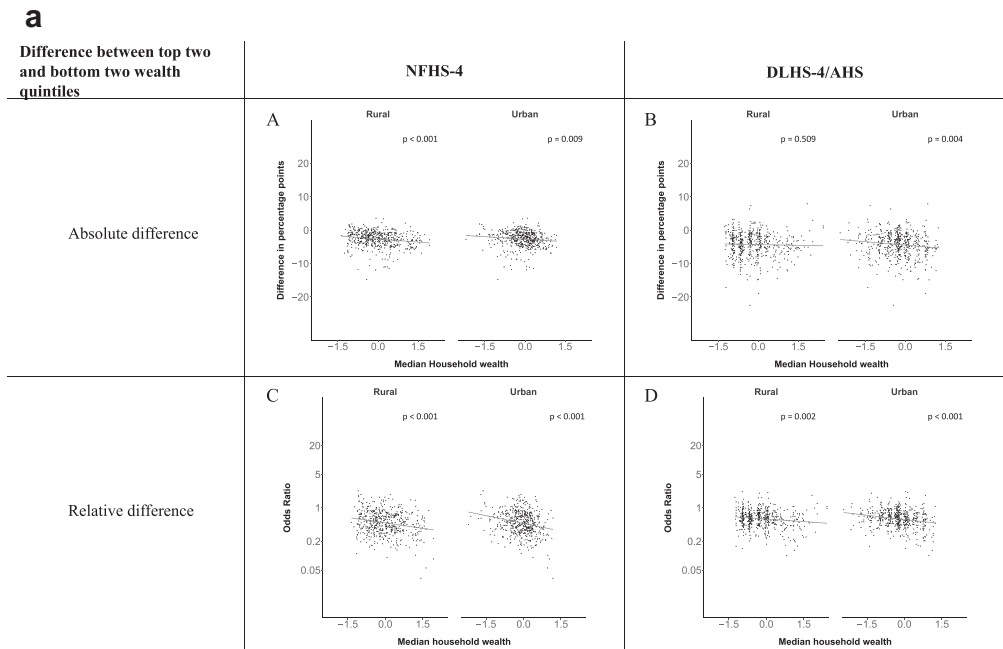 a
Difference between top two
and bottom two wealth
quintiles
NFHS-4
DLHS-4/AHS
Absolute difference
A
Rural
Urban
p < 0.001
p = 0.009
Difference in percentage points
20
10
0
−10
−20
−1.5 0.0 1.5 −1.5 0.0 1.5
Median Household wealth
B
Rural
Urban
p = 0.509
p = 0.004
Difference in percentage points
20
10
0
−10
−20
−1.5 0.0 1.5 −1.5 0.0 1.5
Median Household wealth
Relative difference
C
Rural
Urban
p < 0.001
p < 0.001
Odds Ratio
20
5
1
0.2
0.05
−1.5 0.0 1.5 −1.5 0.0 1.5
Median household wealth
D
Rural
Urban
p = 0.002
p < 0.001
Odds Ratio
20
5
1
0.2
0.05
−1.5 0.0 1.5 −1.5 0.0 1.5
Median household wealth